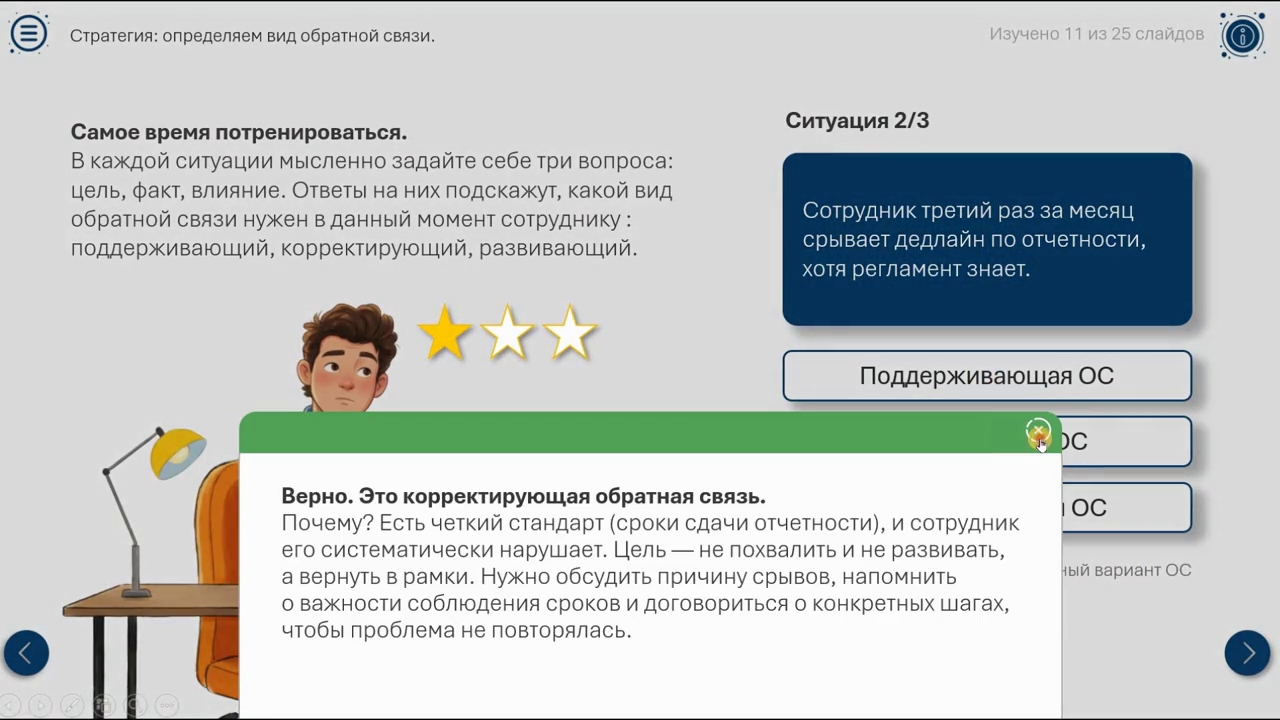 Стратегия: определяем вид обратной связи.
Изучено 11 из 25 слайдов
Самое время потренироваться.
В каждой ситуации мысленно задайте себе три вопроса:
цель, факт, влияние. Ответы на них подскажут, какой вид
обратной связи нужен в данный момент сотруднику :
поддерживающий, корректирующий, развивающий.
Ситуация 2/3
Сотрудник третий раз за месяц
срывает дедлайн по отчетности,
хотя регламент знает.
Поддерживающая ОС
ОС
ОС
вариант ОС
Верно. Это корректирующая обратная связь.
Почему? Есть четкий стандарт (сроки сдачи отчетности), и сотрудник
его систематически нарушает. Цель — не похвалить и не развивать,
а вернуть в рамки. Нужно обсудить причину срывов, напомнить
о важности соблюдения сроков и договориться о конкретных шагах,
чтобы проблема не повторялась.